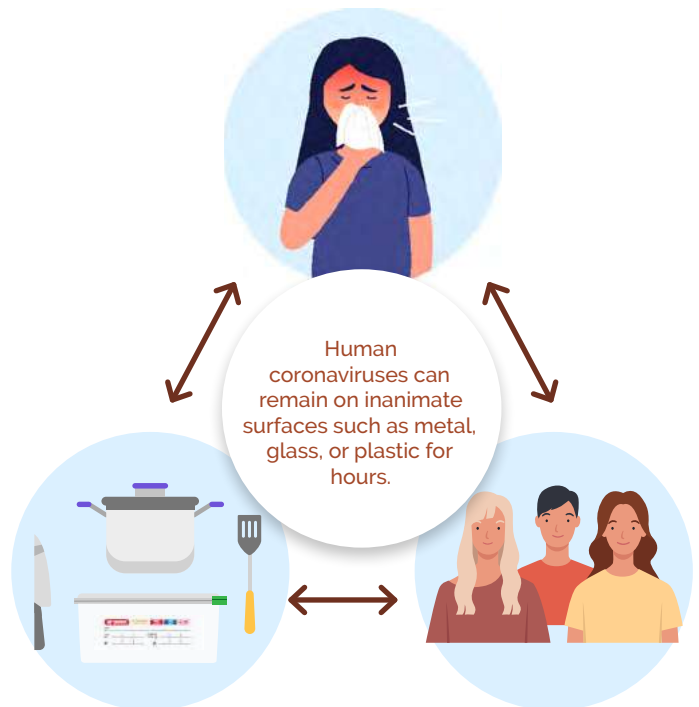 Human
coronaviruses can
remain on inanimate
surfaces such as metal,
glass, or plastic for
hours.